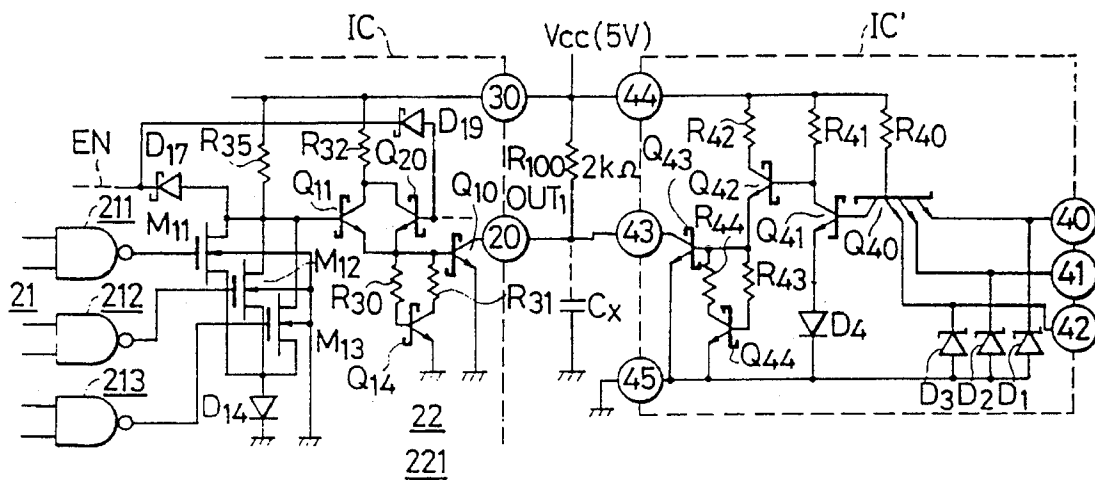 IC
Vcc (5V)
IC'
30
44
EN
D17
R35
R32
Q20
D19
R100
2kΩ
R42
R41
R40
Q43
Q42
211
M11
Q11
Q10
OUT1
20
43
R44
Q41
Q40
40
21
212
M12
R30
R31
Cx
R43
D4
41
42
M13
Q14
Q44
D3
D2
D1
213
D14
45
22
221